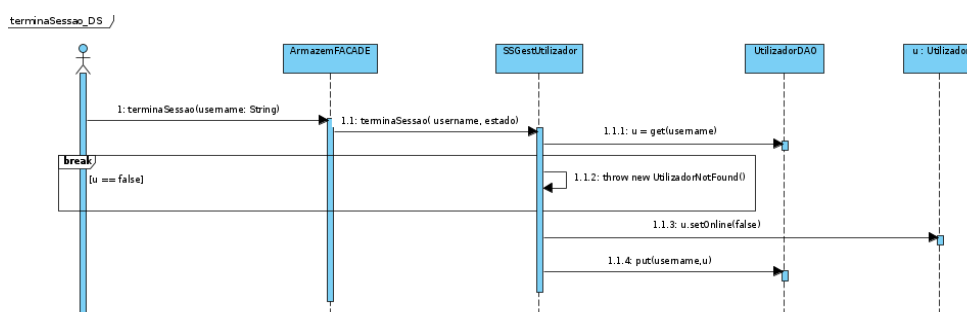 terminaSessao_DS
ArmazemFACADE
SSGestUtilizador
UtilizadorDAO
u : Utilizador
1: terminaSessao(username: String)
1.1: terminaSessao( username, estado)
1.1.1: u = get(username)
break
[u == false]
1.1.2: throw new UtilizadorNotFound()
1.1.3: u.setOnline(false)
1.1.4: put(username,u)